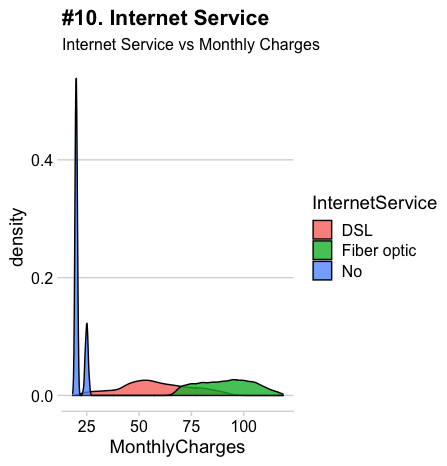 #10. Internet Service
Internet Service vs Monthly Charges
density
0.4
0.2
0.0
25 50 75 100
MonthlyCharges
InternetService
DSL
Fiber optic
No